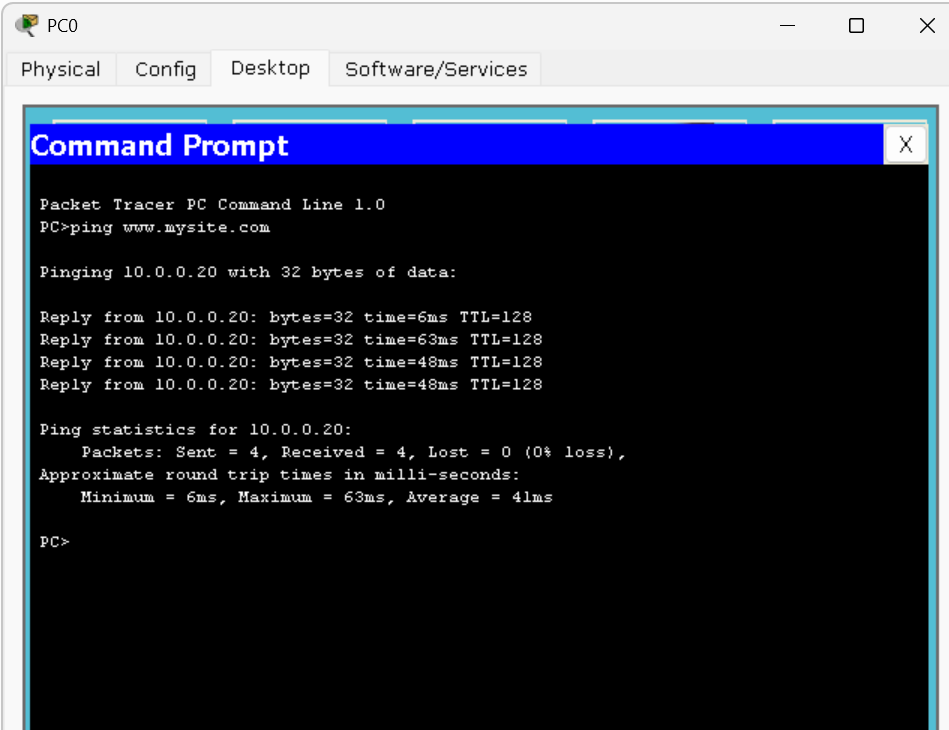 PC0
Physical Config Desktop Software/Services
Command Prompt X
Packet Tracer PC Command Line 1.0
PC>ping www.mysite.com
Pinging 10.0.0.20 with 32 bytes of data:
Reply from 10.0.0.20: bytes=32 time=6ms TTL=128
Reply from 10.0.0.20: bytes=32 time=63ms TTL=128
Reply from 10.0.0.20: bytes=32 time=48ms TTL=128
Reply from 10.0.0.20: bytes=32 time=48ms TTL=128
Ping statistics for 10.0.0.20:
Packets: Sent = 4, Received = 4, Lost = 0 (0% loss),
Approximate round trip times in milli-seconds:
Minimum = 6ms, Maximum = 63ms, Average = 41ms
PC>